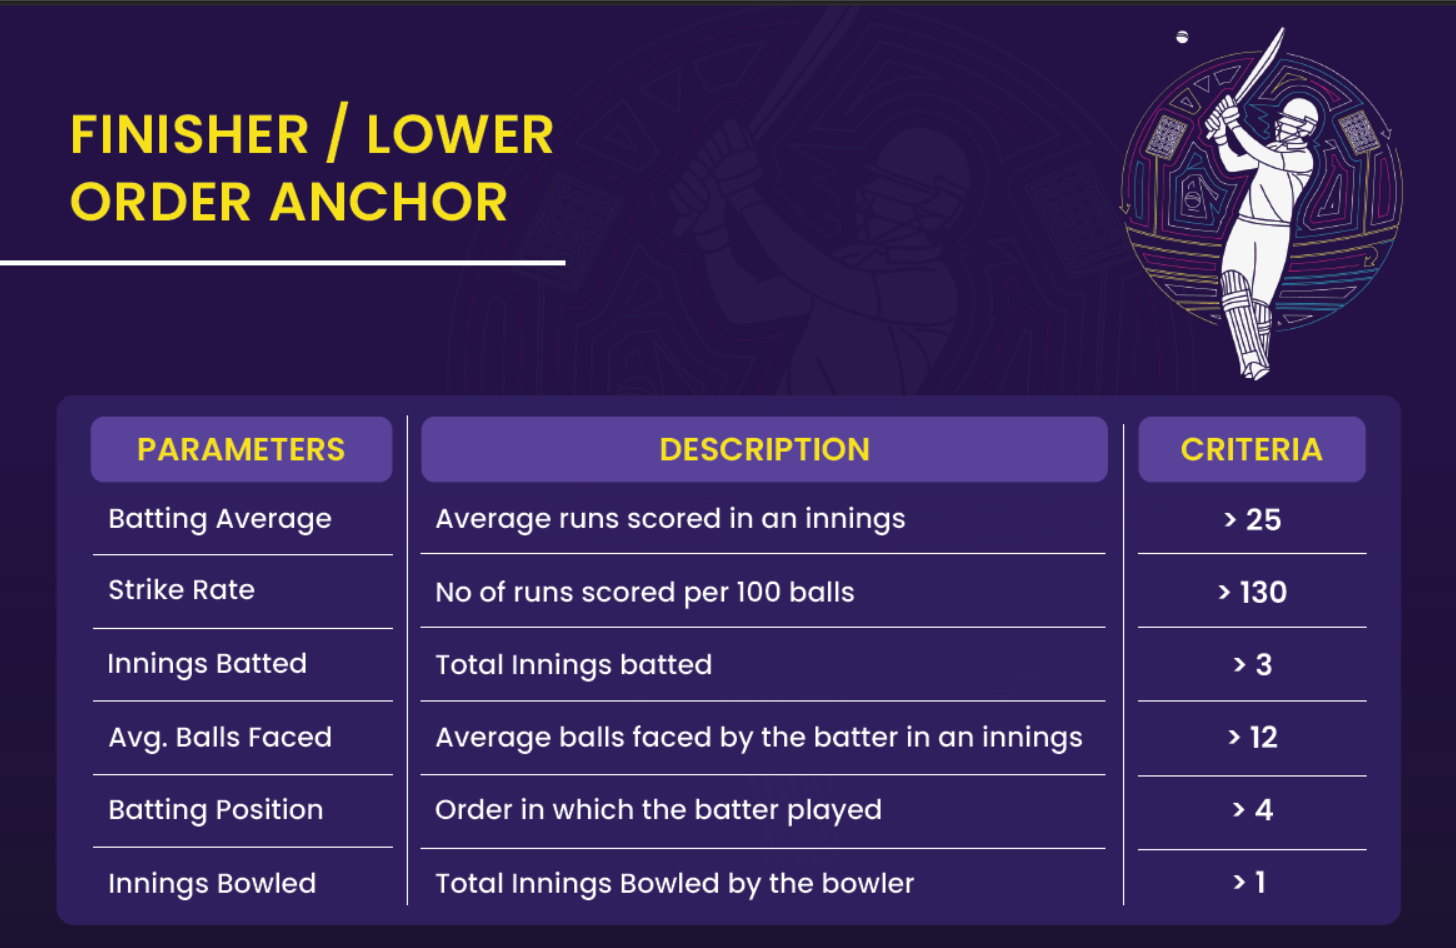 FINISHER / LOWER
ORDER ANCHOR
PARAMETERS DESCRIPTION CRITERIA
Batting Average Average runs scored in an innings > 25
Strike Rate No of runs scored per 100 balls > 130
Innings Batted Total Innings batted > 3
Avg. Balls Faced Average balls faced by the batter in an innings > 12
Batting Position Order in which the batter played > 4
Innings Bowled Total Innings Bowled by the bowler > 1